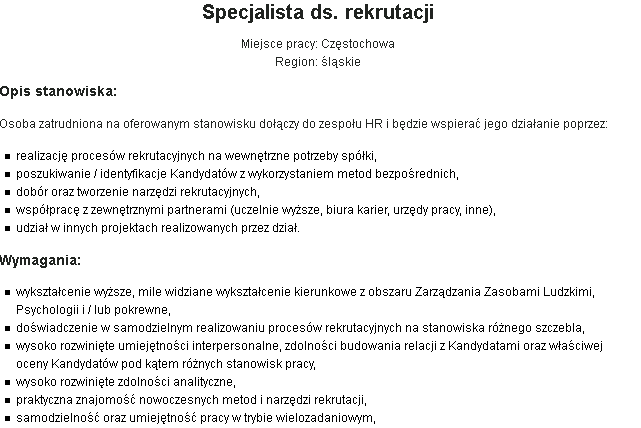 Specjalista ds. rekrutacji
Miejsce pracy: Częstochowa
Region: śląskie
Opis stanowiska:
Osoba zatrudniona na oferowanym stanowisku dołączy do zespołu HR i będzie wspierać jego działanie poprzez:
▪ realizację procesów rekrutacyjnych na wewnętrzne potrzeby spółki,
▪ poszukiwanie / identyfikacje Kandydatów z wykorzystaniem metod bezpośrednich,
▪ dobór oraz tworzenie narzędzi rekrutacyjnych,
▪ współpracę z zewnętrznymi partnerami (uczelnie wyższe, biura karier, urzędy pracy, inne),
▪ udział w innych projektach realizowanych przez dział.
Wymagania:
▪ wykształcenie wyższe, mile widziane wykształcenie kierunkowe z obszaru Zarządzania Zasobami Ludzkimi,
Psychologii i / lub pokrewne,
▪ doświadczenie w samodzielnym realizowaniu procesów rekrutacyjnych na stanowiska różnego szczebla,
▪ wysoko rozwinięte umiejętności interpersonalne, zdolności budowania relacji z Kandydatami oraz właściwej
oceny Kandydatów pod kątem różnych stanowisk pracy,
▪ wysoko rozwinięte zdolności analityczne,
▪ praktyczna znajomość nowoczesnych metod i narzędzi rekrutacji,
▪ samodzielność oraz umiejętność pracy w trybie wielozadaniowym,